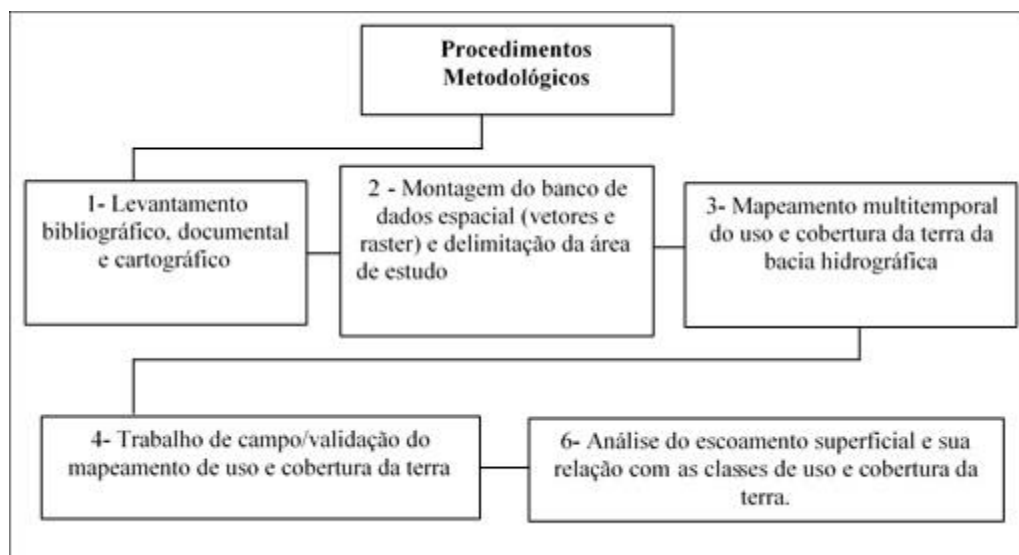 Procedimentos
Metodológicos
1- Levantamento
bibliográfico, documental
e cartográfico
2 - Montagem do banco de
dados espacial (vetores e
raster) e delimitação da área
de estudo
3- Mapeamento multitemporal
do uso e cobertura da terra da
bacia hidrográfica
4- Trabalho de campo/validação do
mapeamento de uso e cobertura da terra
6- Análise do escoamento superficial e sua
relação com as classes de uso e cobertura da
terra.